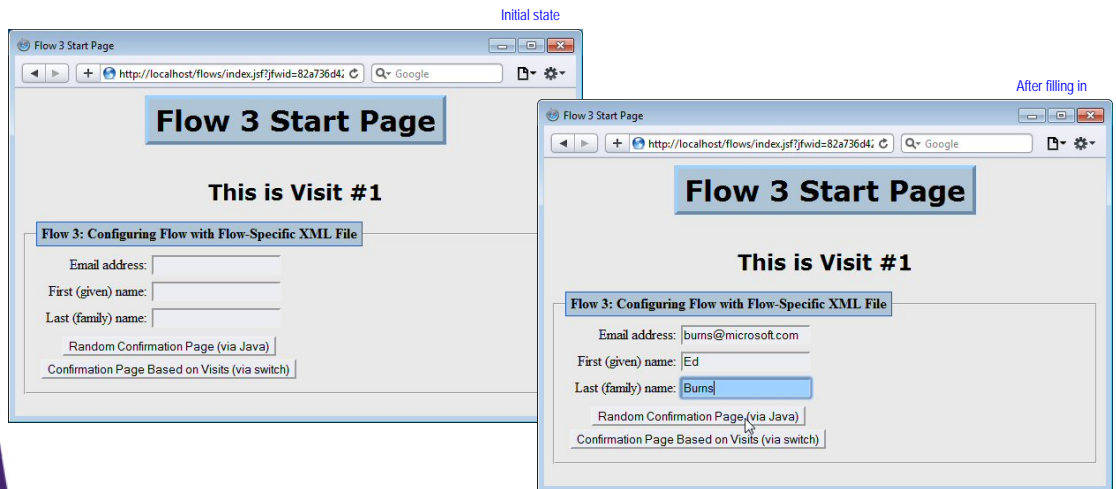 Initial state
Flow 3 Start Page
http://localhost/flows/index.jsf?jfwid=82a736d42
Google
Flow 3 Start Page
This is Visit #1
Flow 3: Configuring Flow with Flow-Specific XML File
Email address:
First (given) name:
Last (family) name:
Random Confirmation Page (via Java)
Confirmation Page Based on Visits (via switch)
After filling in
Flow 3 Start Page
http://localhost/flows/index.jsf?jfwid=82a736d42
Google
Flow 3 Start Page
This is Visit #1
Flow 3: Configuring Flow with Flow-Specific XML File
Email address: burns@microsoft.com
First (given) name: Ed
Last (family) name: Burns
Random Confirmation Page (via Java)
Confirmation Page Based on Visits (via switch)